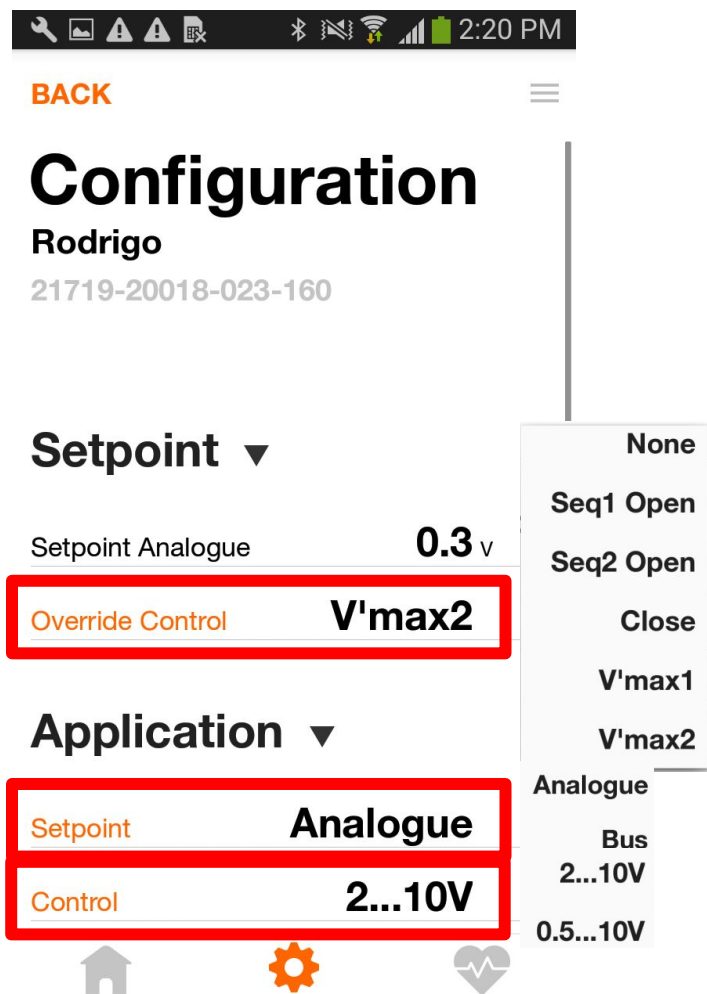 2:20 PM
BACK
Configuration
Rodrigo
21719-20018-023-160
Setpoint ▼
Setpoint Analogue 0.3 V
Override Control V'max2
None
Seq1 Open
Seq2 Open
Close
V'max1
V'max2
Application ▼
Setpoint Analogue
Analogue
Bus
Control 2...10V
2...10V
0.5...10V